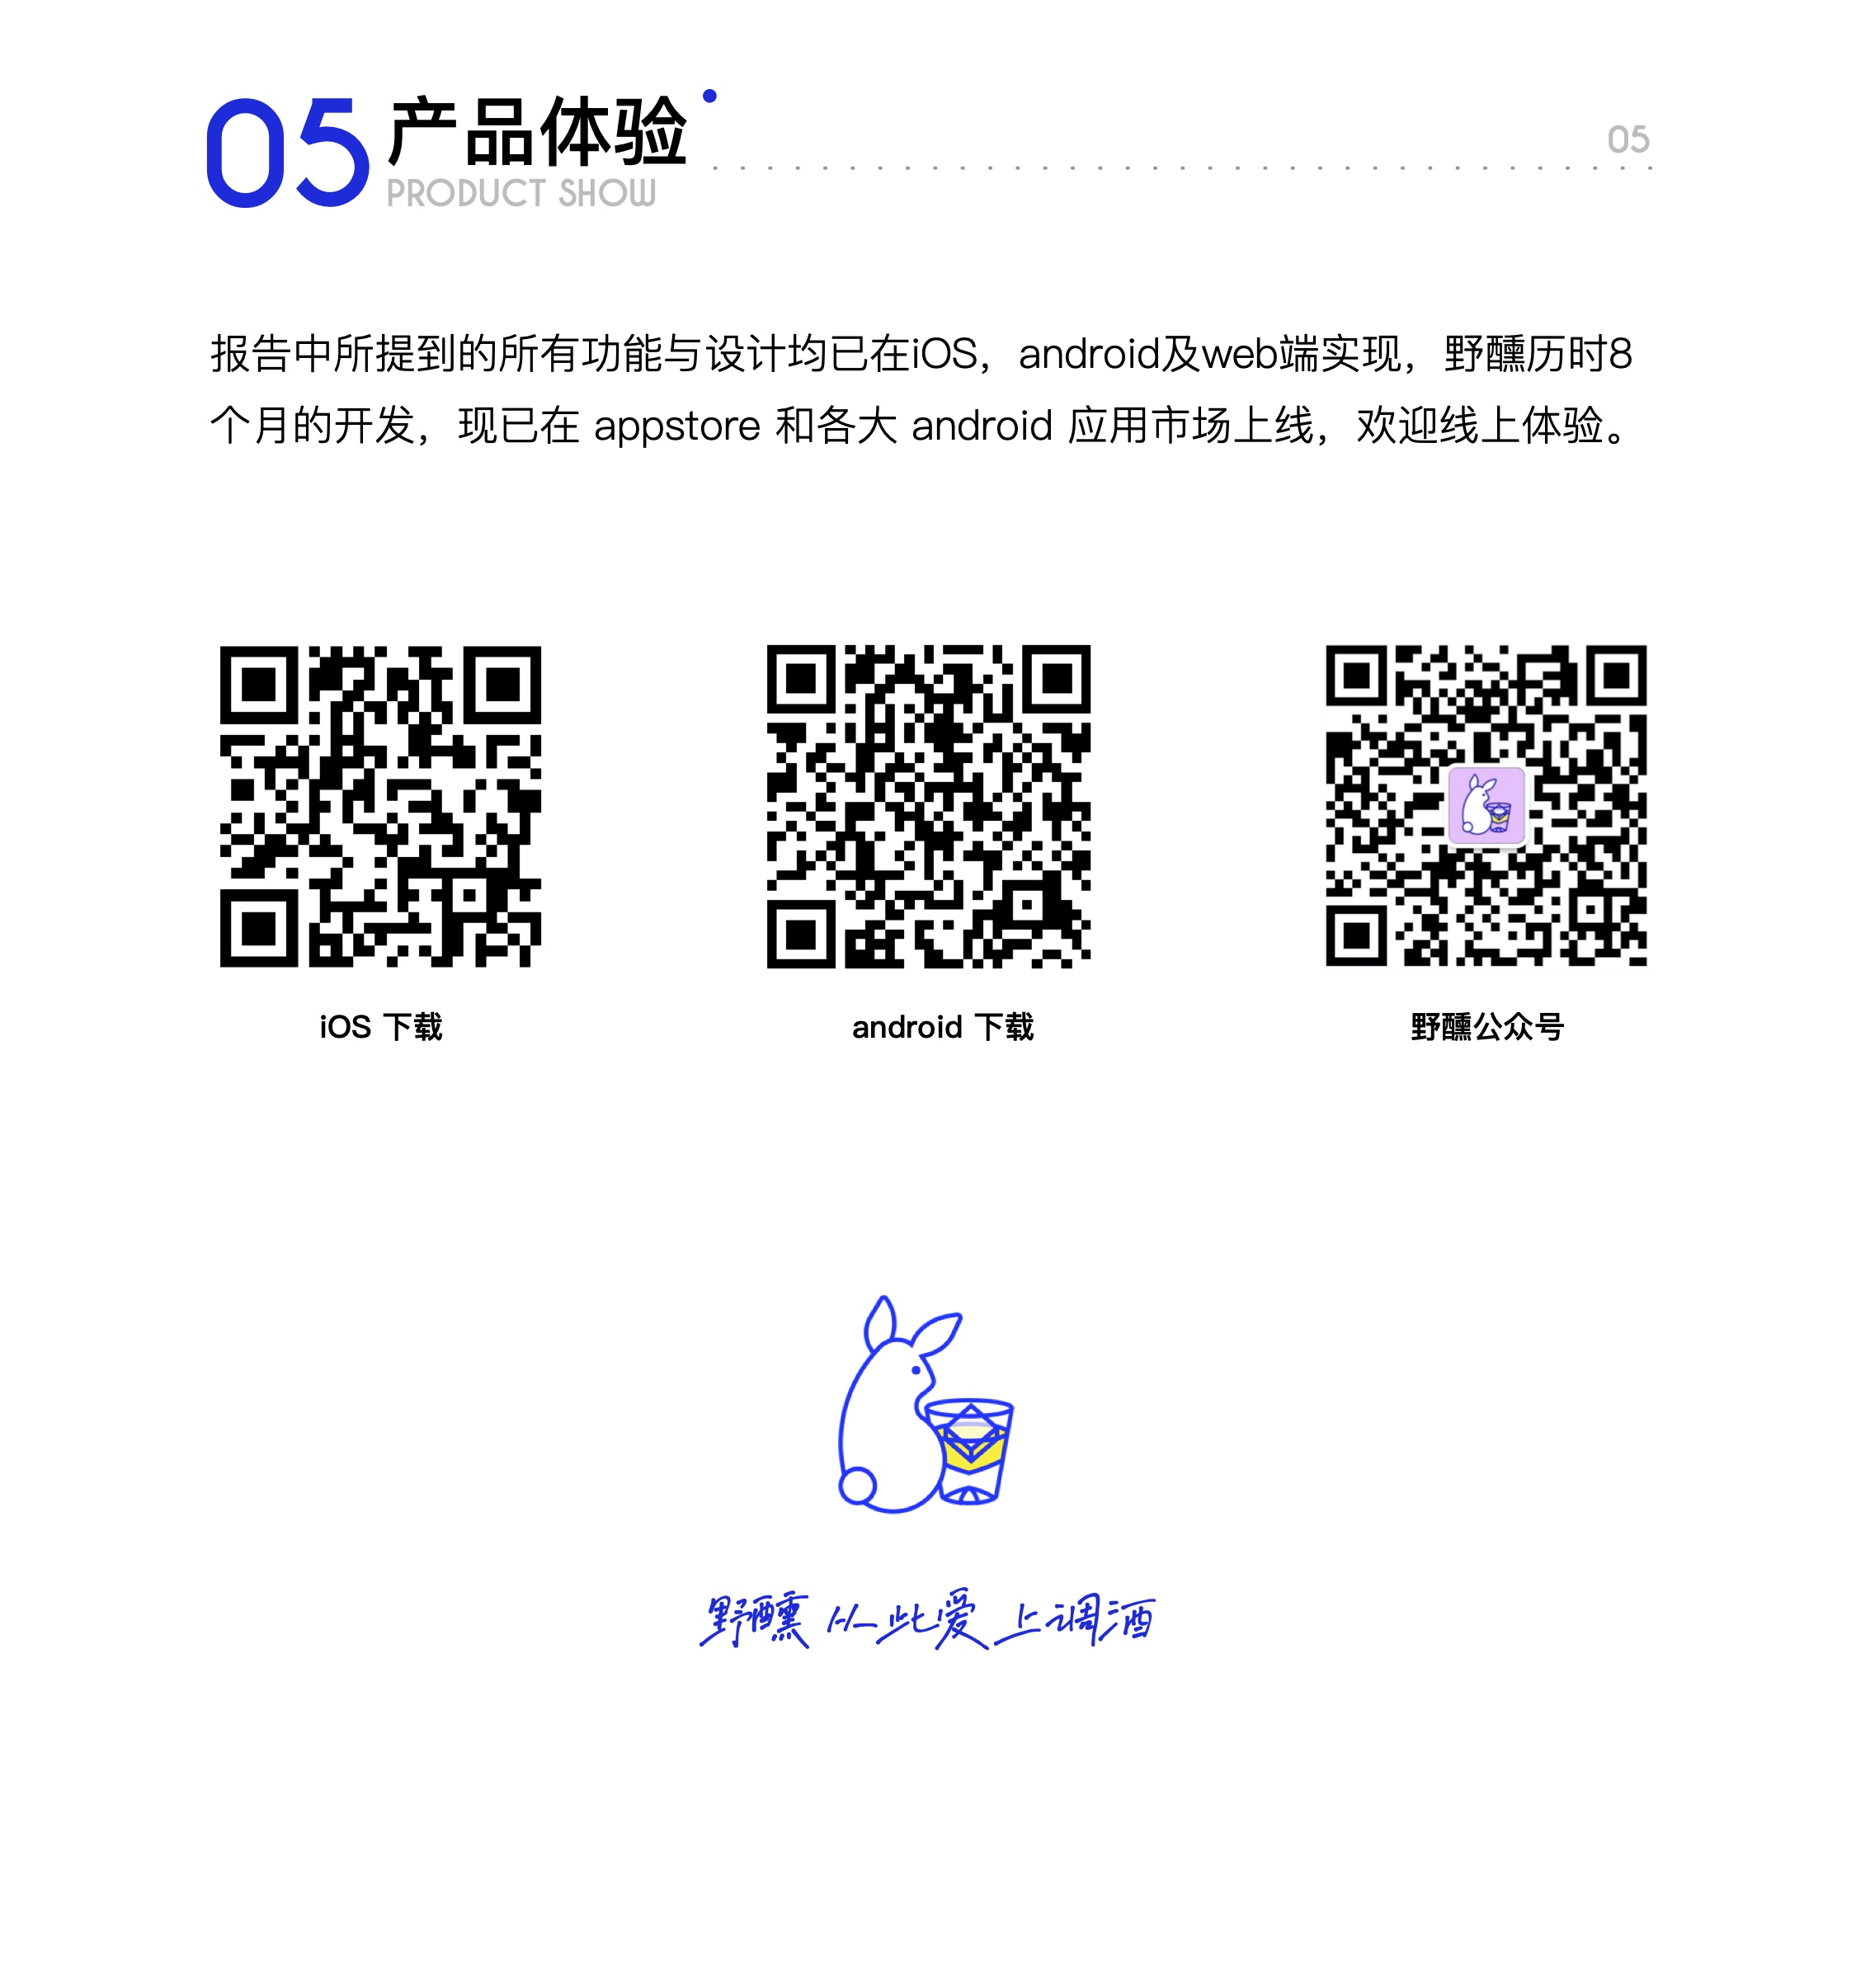 05 产品体验
PRODUCT SHOW
05
报告中所提到的所有功能与设计均已在iOS，android及web端实现，野醺历时8
个月的开发，现已在 appstore 和各大 android 应用市场上线，欢迎线上体验。
iOS 下载
android 下载
野醺公众号
野醺 从此爱上调酒